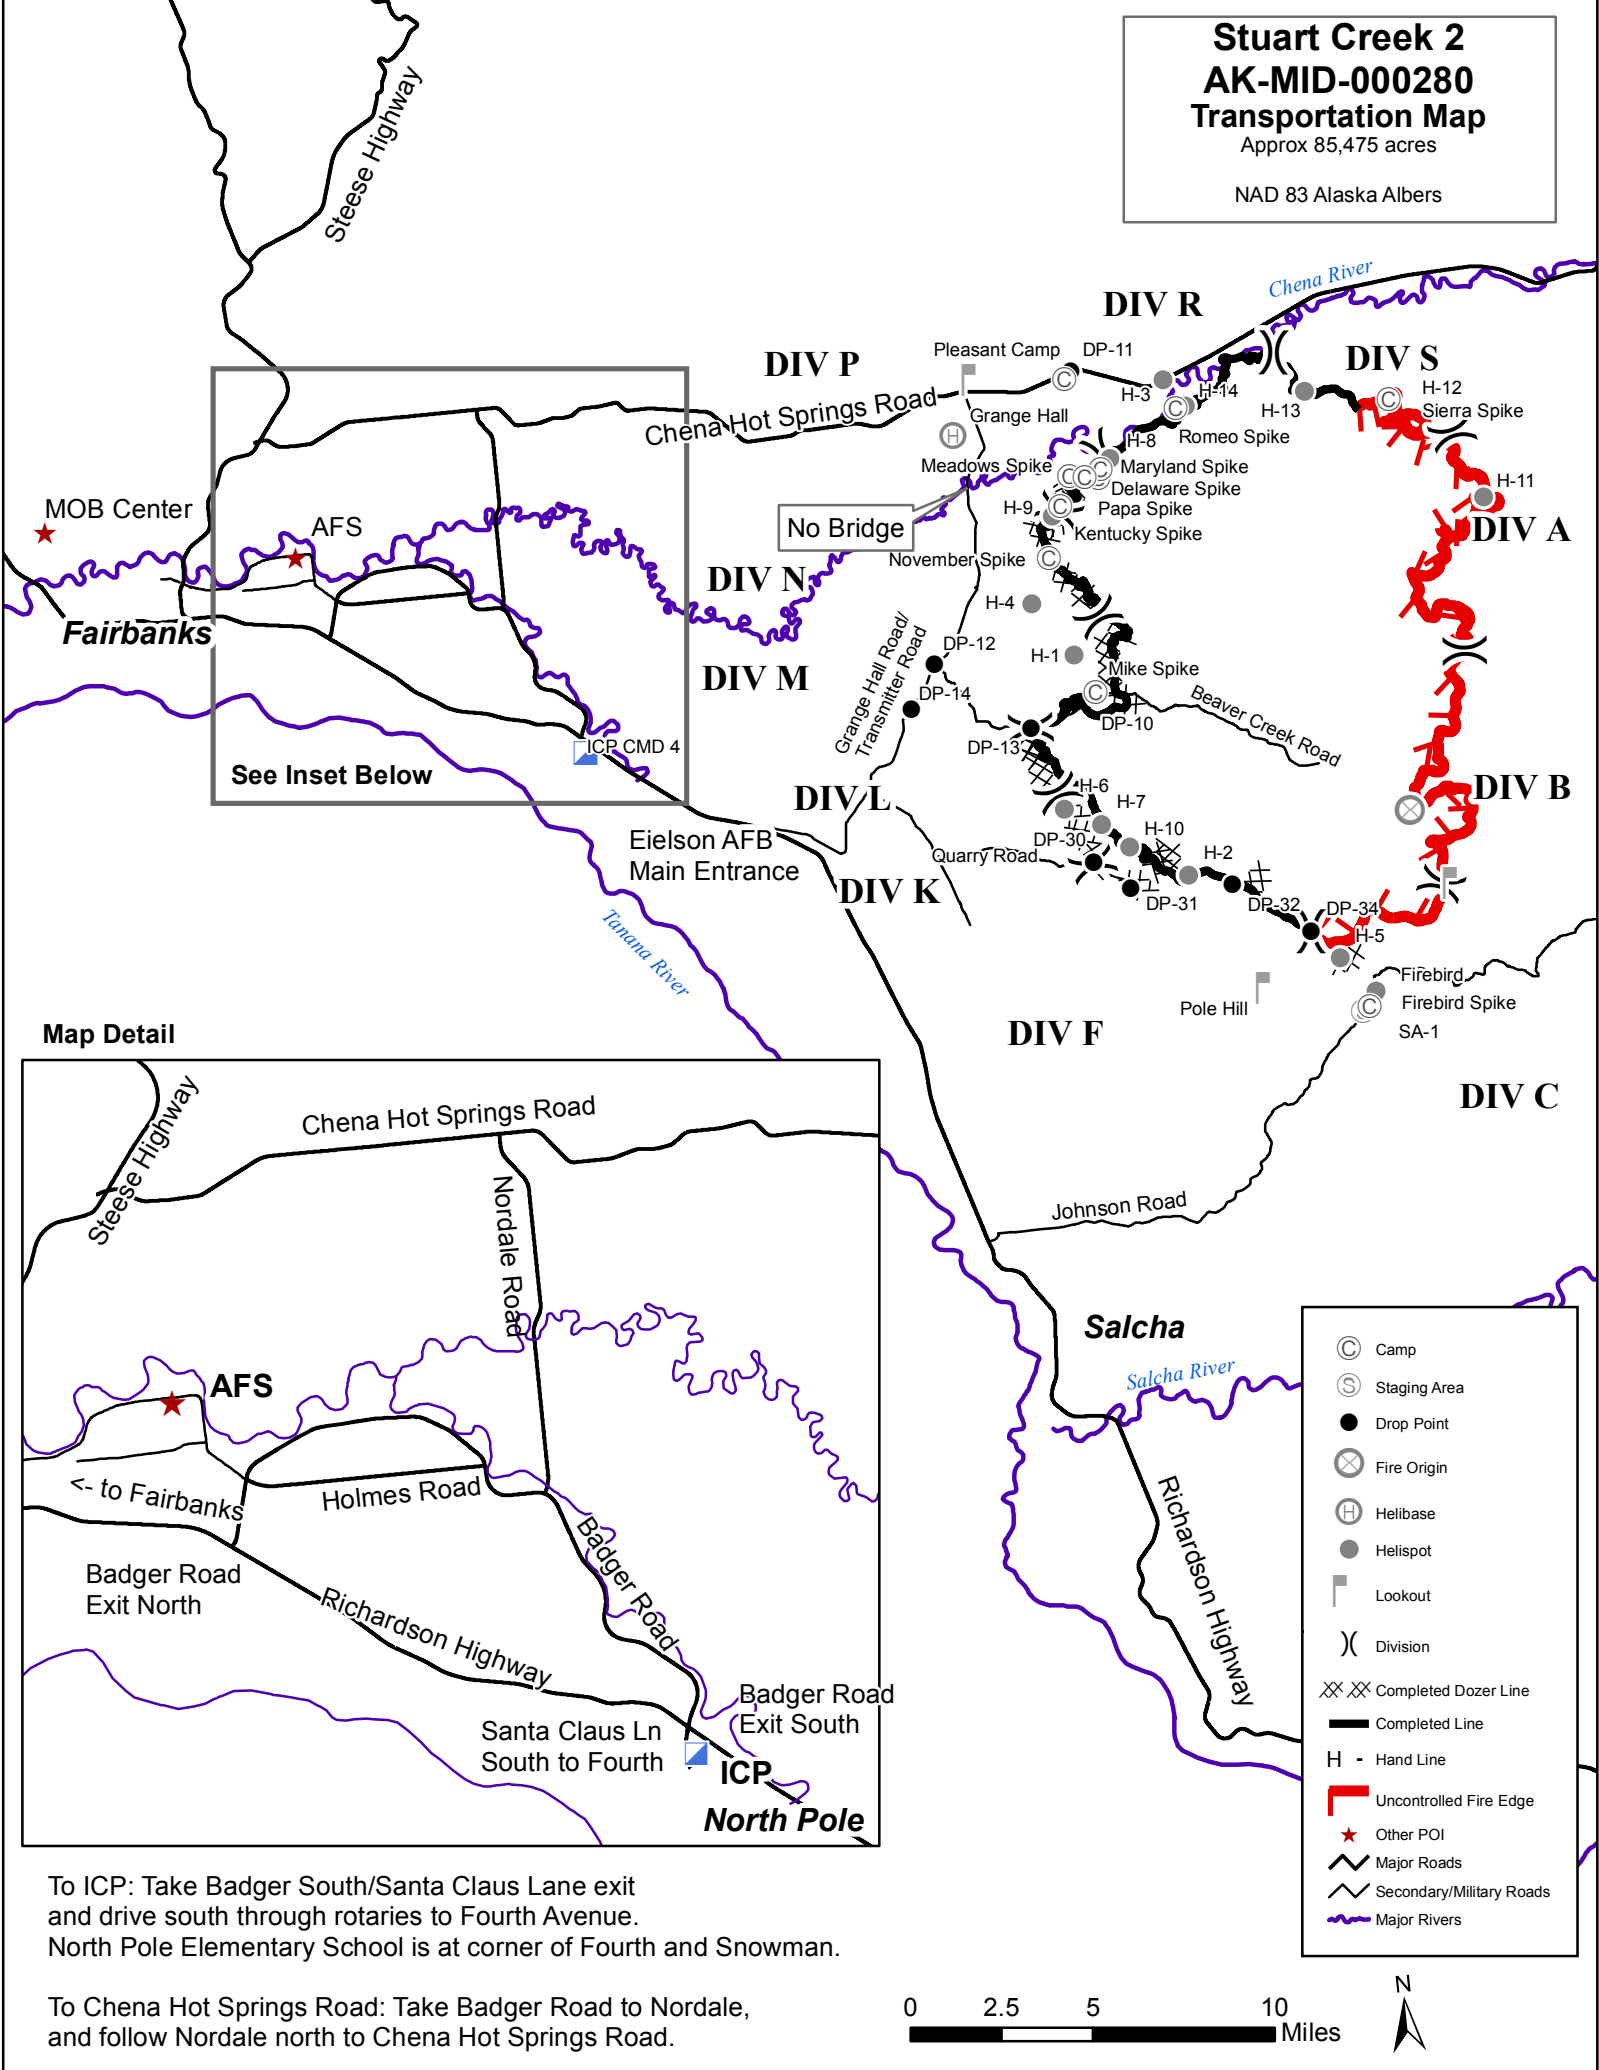 Stuart Creek 2
AK-MID-000280
Transportation Map
Approx 85,475 acres
NAD 83 Alaska Albers
Steese Highway
Chena River
DIV R
DIV P
DIV S
Pleasant Camp
DP-11
H-3
H-14
H-13
H-12
Sierra Spike
Chena Hot Springs Road
Grange Hall
H
C
C
C
H-8
Romeo Spike
Meadows Spike
Maryland Spike
Delaware Spike
H-11
C
C
C
H-9
Papa Spike
C
MOB Center
AFS
No Bridge
Kentucky Spike
DIV A
November Spike
C
DIV N
H-4
Fairbanks
DP-12
H-1
Mike Spike
DIV M
DP-14
C
Beaver Creek Road
Grange Hall Road/
Transmitter Road
DP-10
DP-13
ICP CMD 4
See Inset Below
DIV L
H-6
DIV B
H-7
Eielson AFB
Main Entrance
DP-30
H-10
Quarry Road
H-2
DIV K
DP-31
DP-32
DP-34
H-5
Tanana River
Firebird
Pole Hill
C
Firebird Spike
SA-1
DIV F
DIV C
Map Detail
Steese Highway
Chena Hot Springs Road
Nordale Road
Johnson Road
AFS
Salcha
Salcha River
<- to Fairbanks
Holmes Road
Badger Road
Badger Road
Exit North
Richardson Highway
Badger Road
Exit South
Santa Claus Ln
South to Fourth
ICP
North Pole
Richardson Highway
C Camp
S Staging Area
Drop Point
Fire Origin
H Helibase
Helispot
Lookout
Division
Completed Dozer Line
Completed Line
H - Hand Line
Uncontrolled Fire Edge
Other POI
Major Roads
Secondary/Military Roads
Major Rivers
To ICP: Take Badger South/Santa Claus Lane exit
and drive south through rotaries to Fourth Avenue.
North Pole Elementary School is at corner of Fourth and Snowman.
To Chena Hot Springs Road: Take Badger Road to Nordale,
and follow Nordale north to Chena Hot Springs Road.
0 2.5 5 10
Miles
N